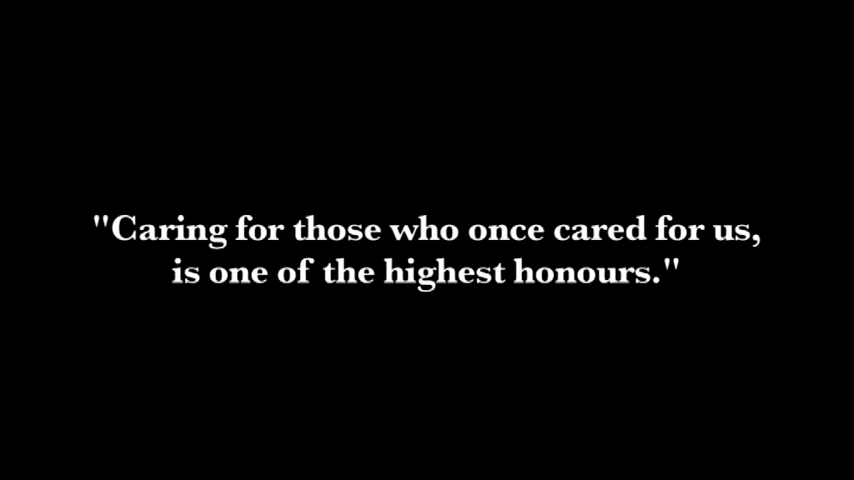 "Caring for those who once cared for us,
is one of the highest honours."